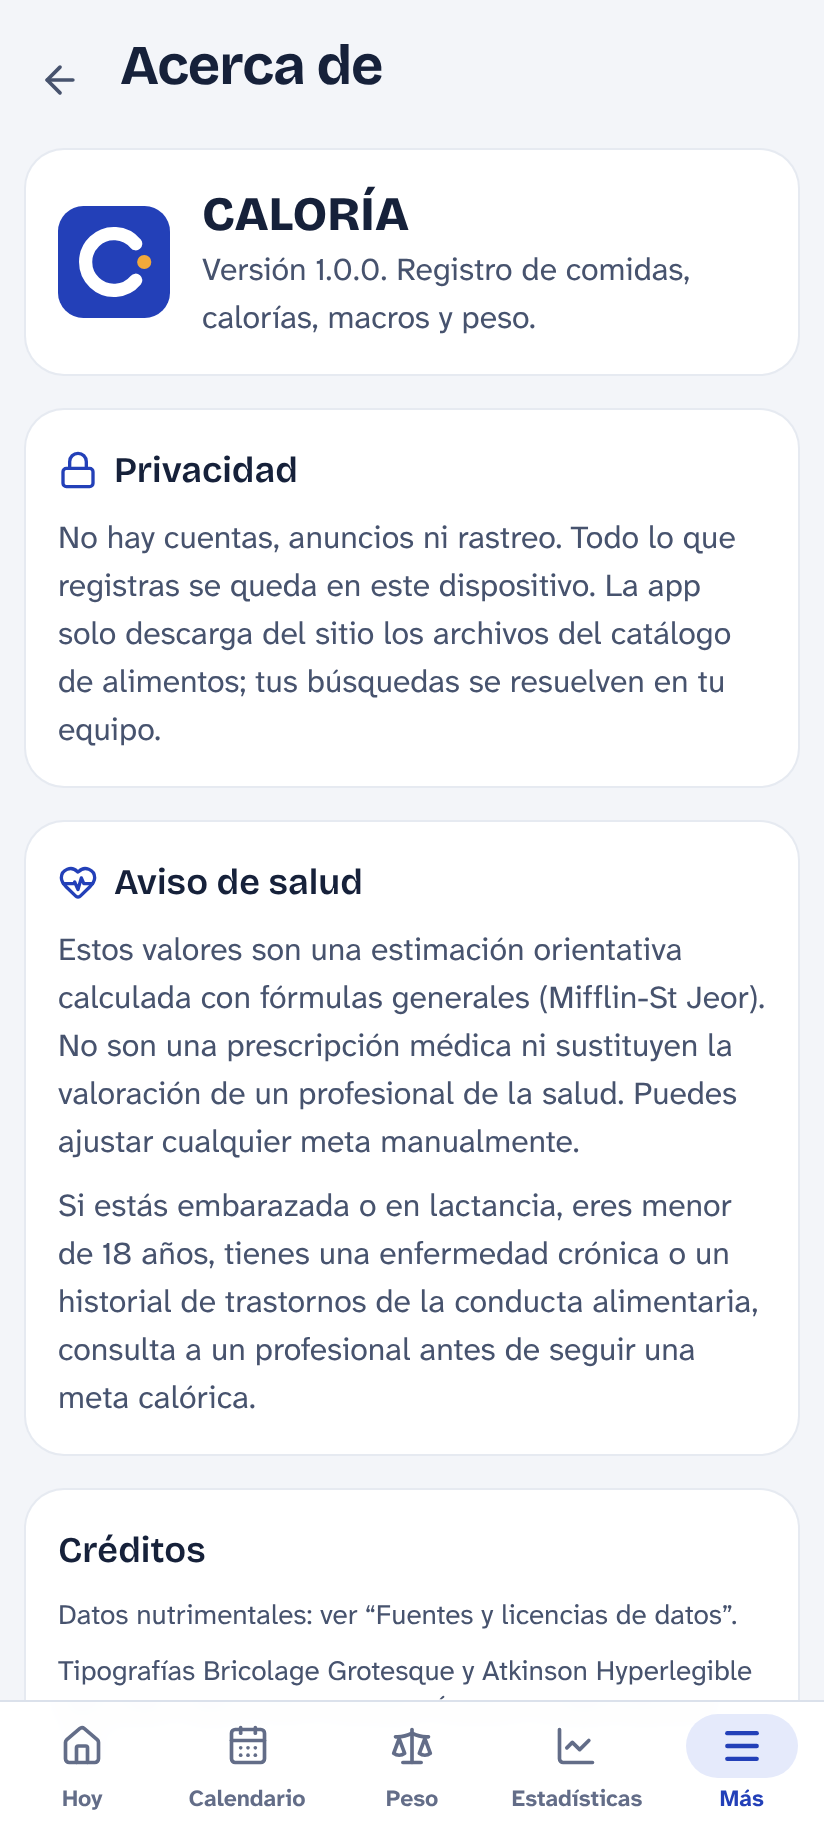 Acerca de
CALORÍA
Versión 1.0.0. Registro de comidas,
calorías, macros y peso.
Privacidad
No hay cuentas, anuncios ni rastreo. Todo lo que
registras se queda en este dispositivo. La app
solo descarga del sitio los archivos del catálogo
de alimentos; tus búsquedas se resuelven en tu
equipo.
Aviso de salud
Estos valores son una estimación orientativa
calculada con fórmulas generales (Mifflin-St Jeor).
No son una prescripción médica ni sustituyen la
valoración de un profesional de la salud. Puedes
ajustar cualquier meta manualmente.
Si estás embarazada o en lactancia, eres menor
de 18 años, tienes una enfermedad crónica o un
historial de trastornos de la conducta alimentaria,
consulta a un profesional antes de seguir una
meta calórica.
Créditos
Datos nutrimentales: ver “Fuentes y licencias de datos”.
Tipografías Bricolage Grotesque y Atkinson Hyperlegible
Hoy
Calendario
Peso
Estadísticas
Más